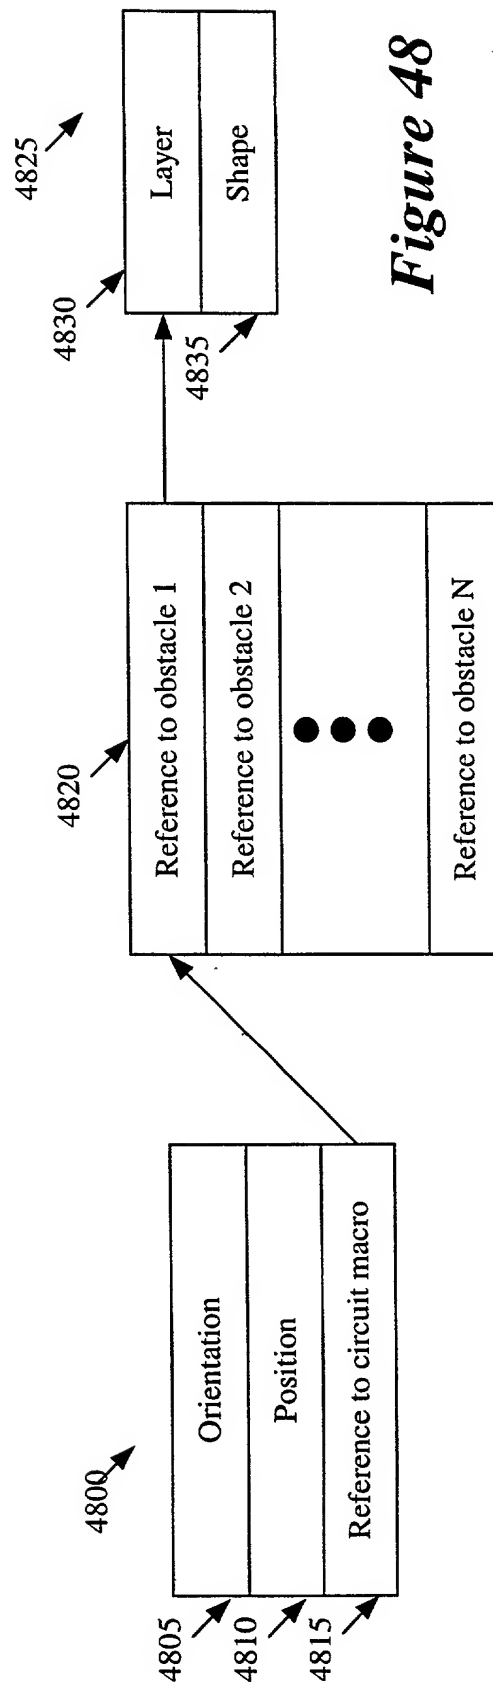 4800
4805
Orientation
4810
Position
4815
Reference to circuit macro
4820
Reference to obstacle 1
Reference to obstacle 2
Reference to obstacle N
4825
4830
Layer
4835
Shape
Figure 48